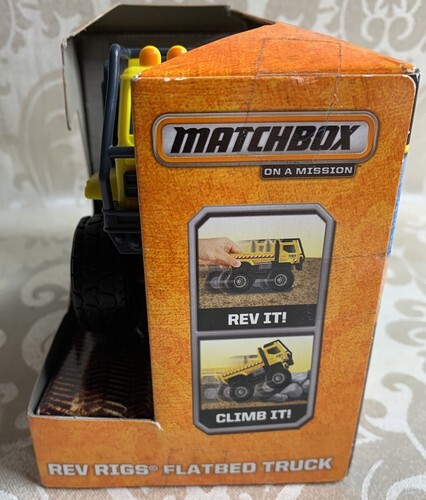 MATCHBOX
ON A MISSION
REV IT!
CLIMB IT!
REV RIGS® FLATBED TRUCK